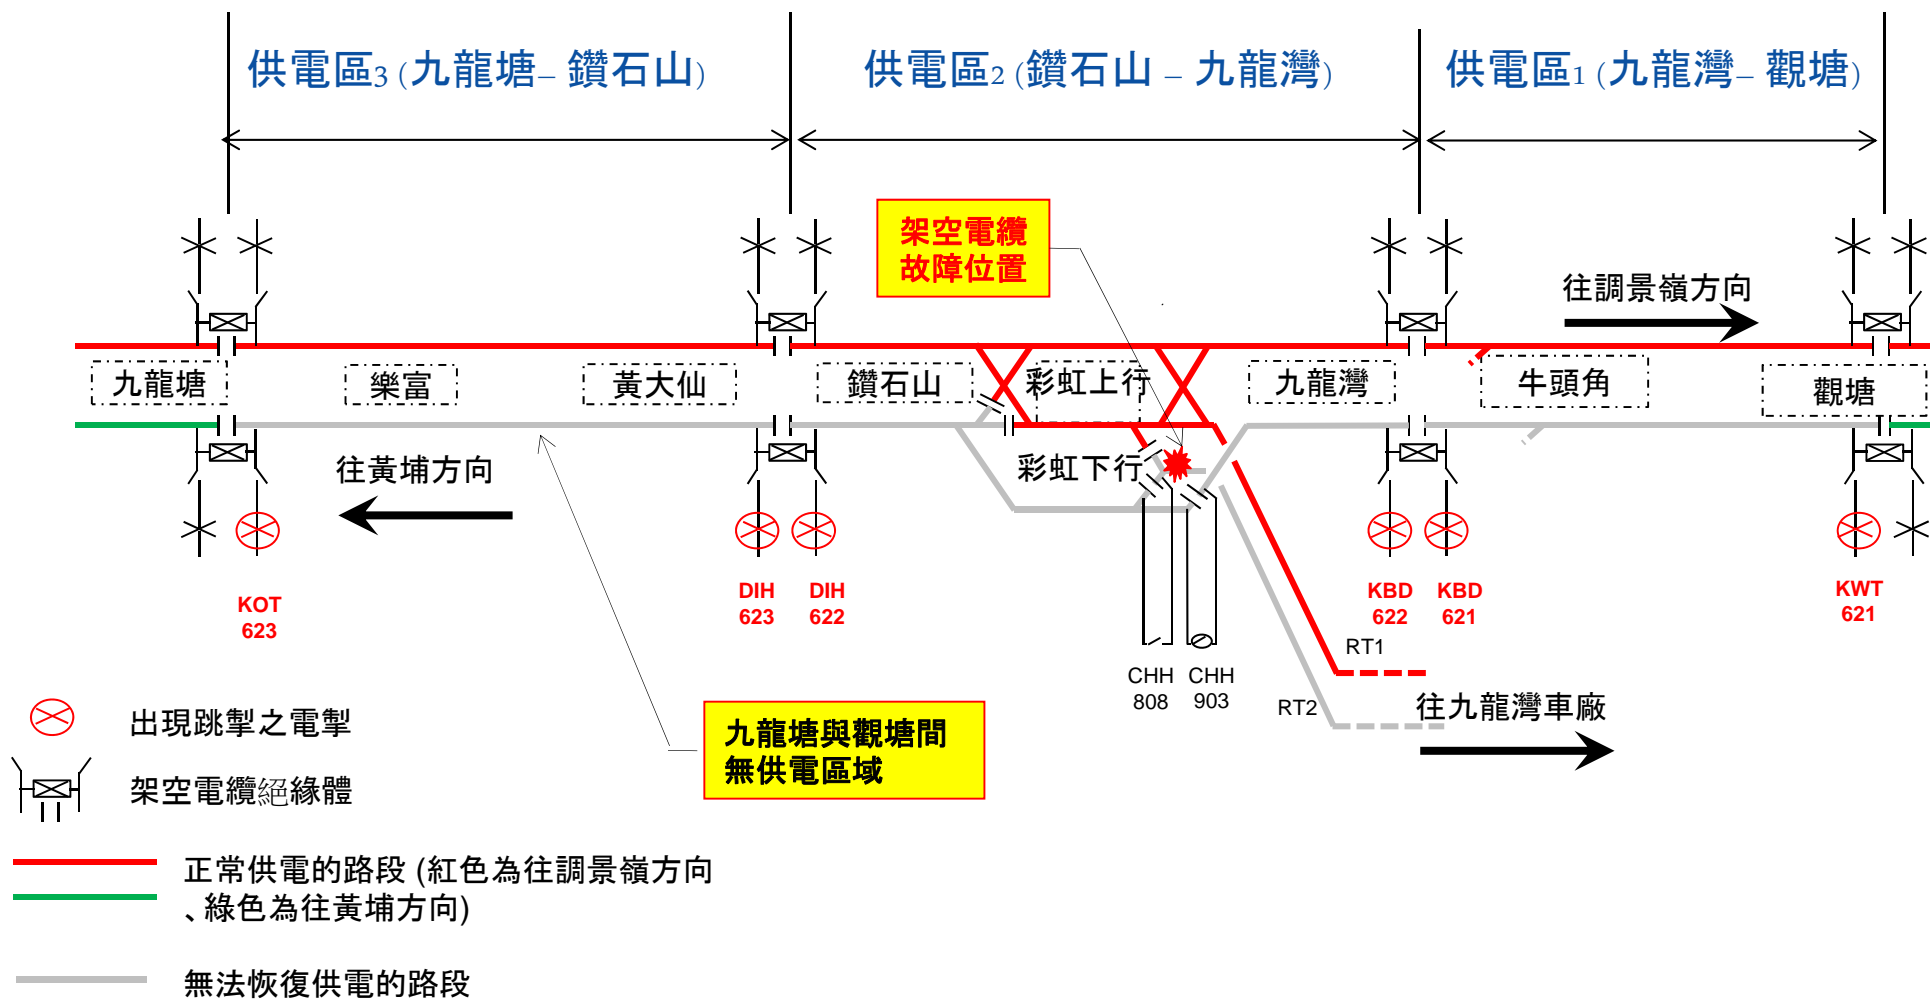 供電區3 (九龍塘– 鑽石山)
供電區2 (鑽石山 – 九龍灣)
供電區1 (九龍灣– 觀塘)
架空電纜
故障位置
往調景嶺方向
九龍塘
樂富
黃大仙
鑽石山
彩虹上行
九龍灣
牛頭角
觀塘
往黃埔方向
彩虹下行
KOT
623
DIH
623
DIH
622
KBD
622
KBD
621
KWT
621
CHH
808
CHH
903
RT1
RT2
往九龍灣車廠
九龍塘與觀塘間
無供電區域
出現跳掣之電掣
架空電纜絕緣體
正常供電的路段 (紅色為往調景嶺方向
、綠色為往黃埔方向)
無法恢復供電的路段